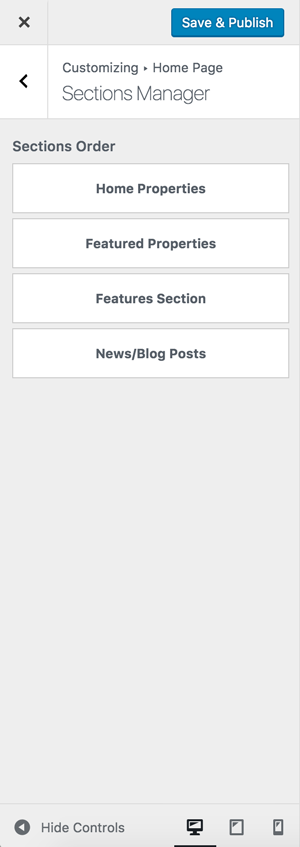 Save & Publish
Customizing ▸ Home Page
Sections Manager
Sections Order
Home Properties
Featured Properties
Features Section
News/Blog Posts
Hide Controls